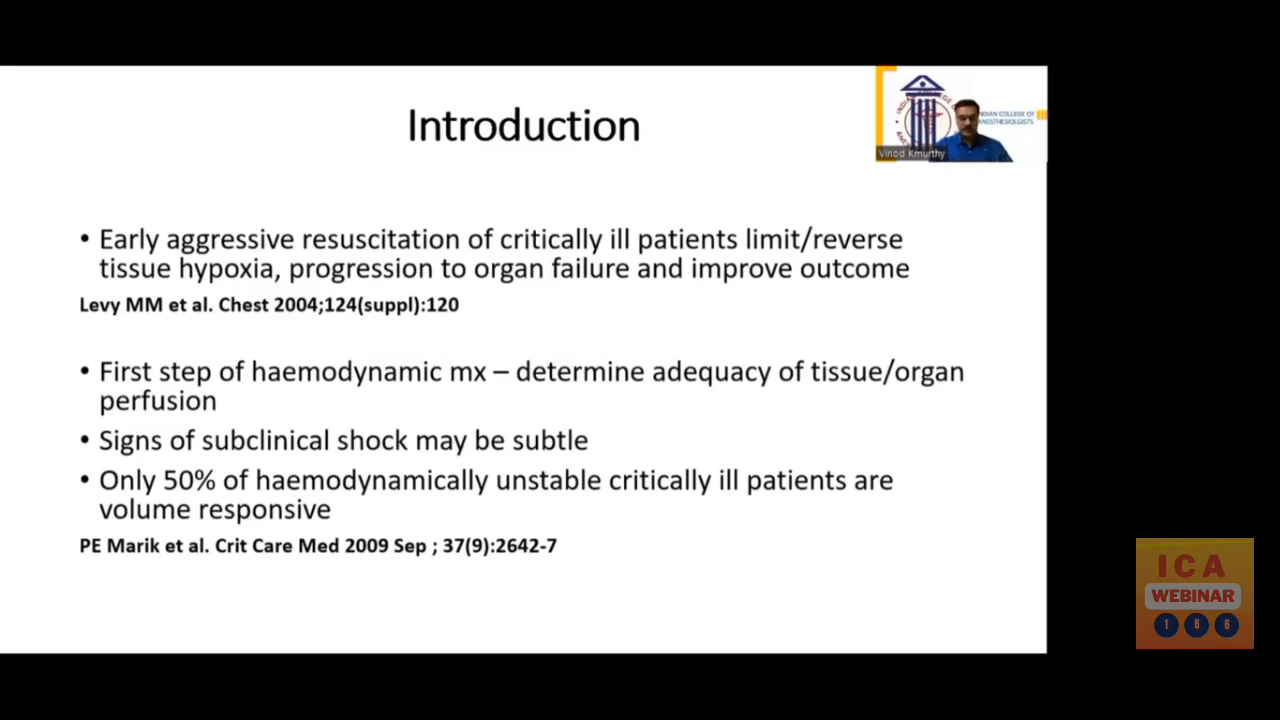 Introduction
INDIAN COLLEGE OF
ANESTHESIOLOGISTS
Vinod Kmurthy
• Early aggressive resuscitation of critically ill patients limit/reverse
tissue hypoxia, progression to organ failure and improve outcome
Levy MM et al. Chest 2004;124(suppl):120
• First step of haemodynamic mx – determine adequacy of tissue/organ
perfusion
• Signs of subclinical shock may be subtle
• Only 50% of haemodynamically unstable critically ill patients are
volume responsive
PE Marik et al. Crit Care Med 2009 Sep ; 37(9):2642-7
ICA
WEBINAR
166